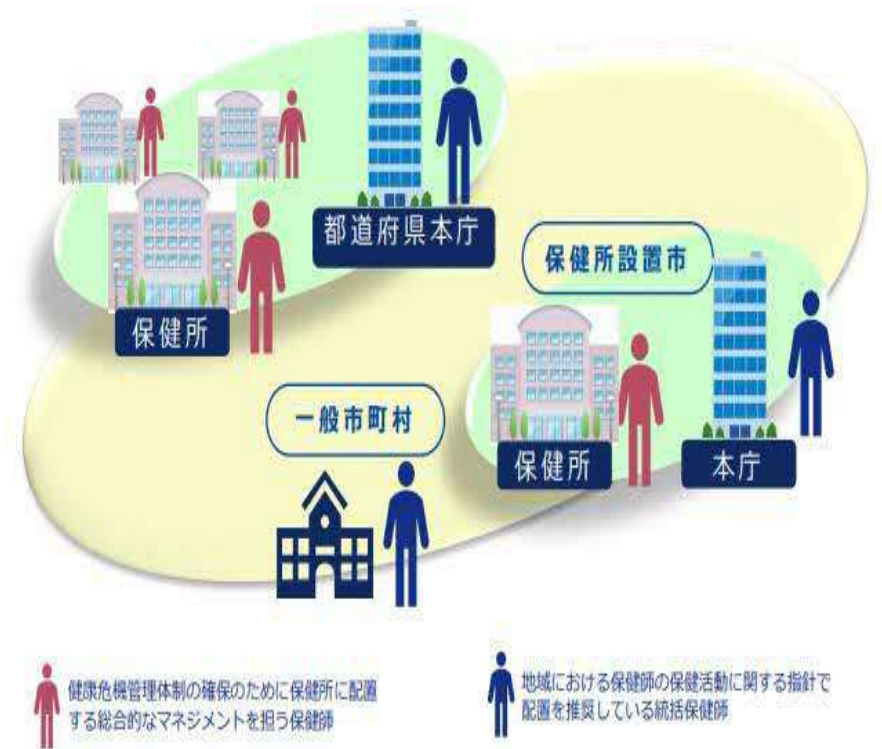 都道府県本庁
保健所
保健所設置市
一般市町村
保健所
本庁
健康危機管理体制の確保のために保健所に配置
する総合的なマネジメントを担う保健師
地域における保健師の保健活動に関する指針で
配置を推奨している統括保健師